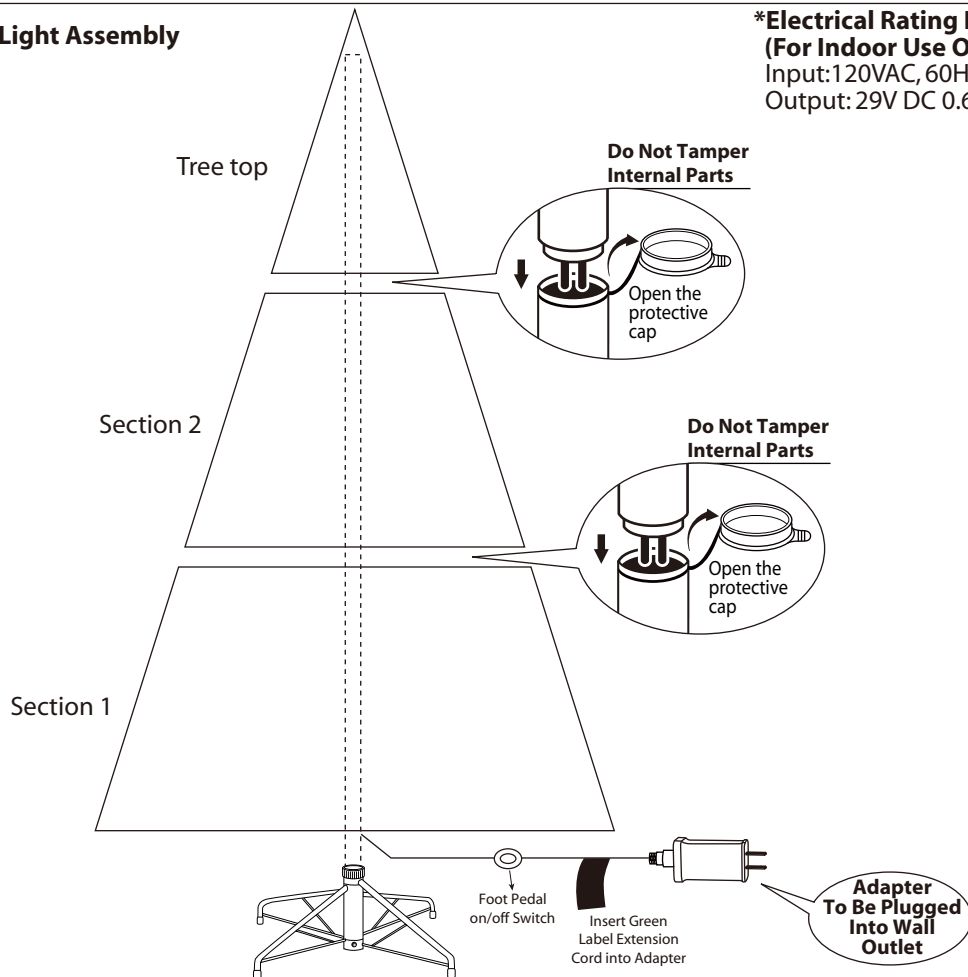 Light Assembly
*Electrical Rating
(For Indoor Use
Input:120VAC, 60H
Output: 29V DC 0.6
Tree top
Do Not Tamper
Internal Parts
Open the
protective
cap
Section 2
Do Not Tamper
Internal Parts
Open the
protective
cap
Section 1
Foot Pedal
on/off Switch
Insert Green
Label Extension
Cord into Adapter
Adapter
To Be Plugged
Into Wall
Outlet